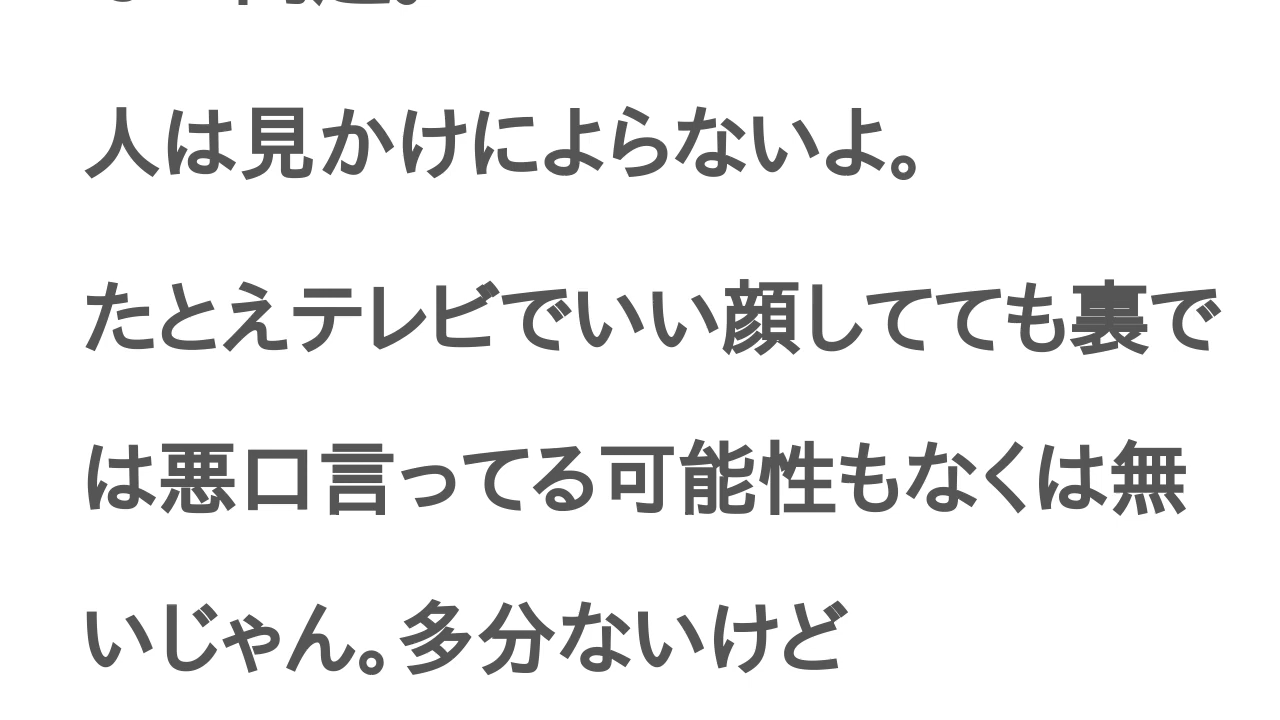 人は見かけによらないよ。
たとえテレビでいい顔してても裏で
は悪口言ってる可能性もなくは無
いじゃん。多分ないけど